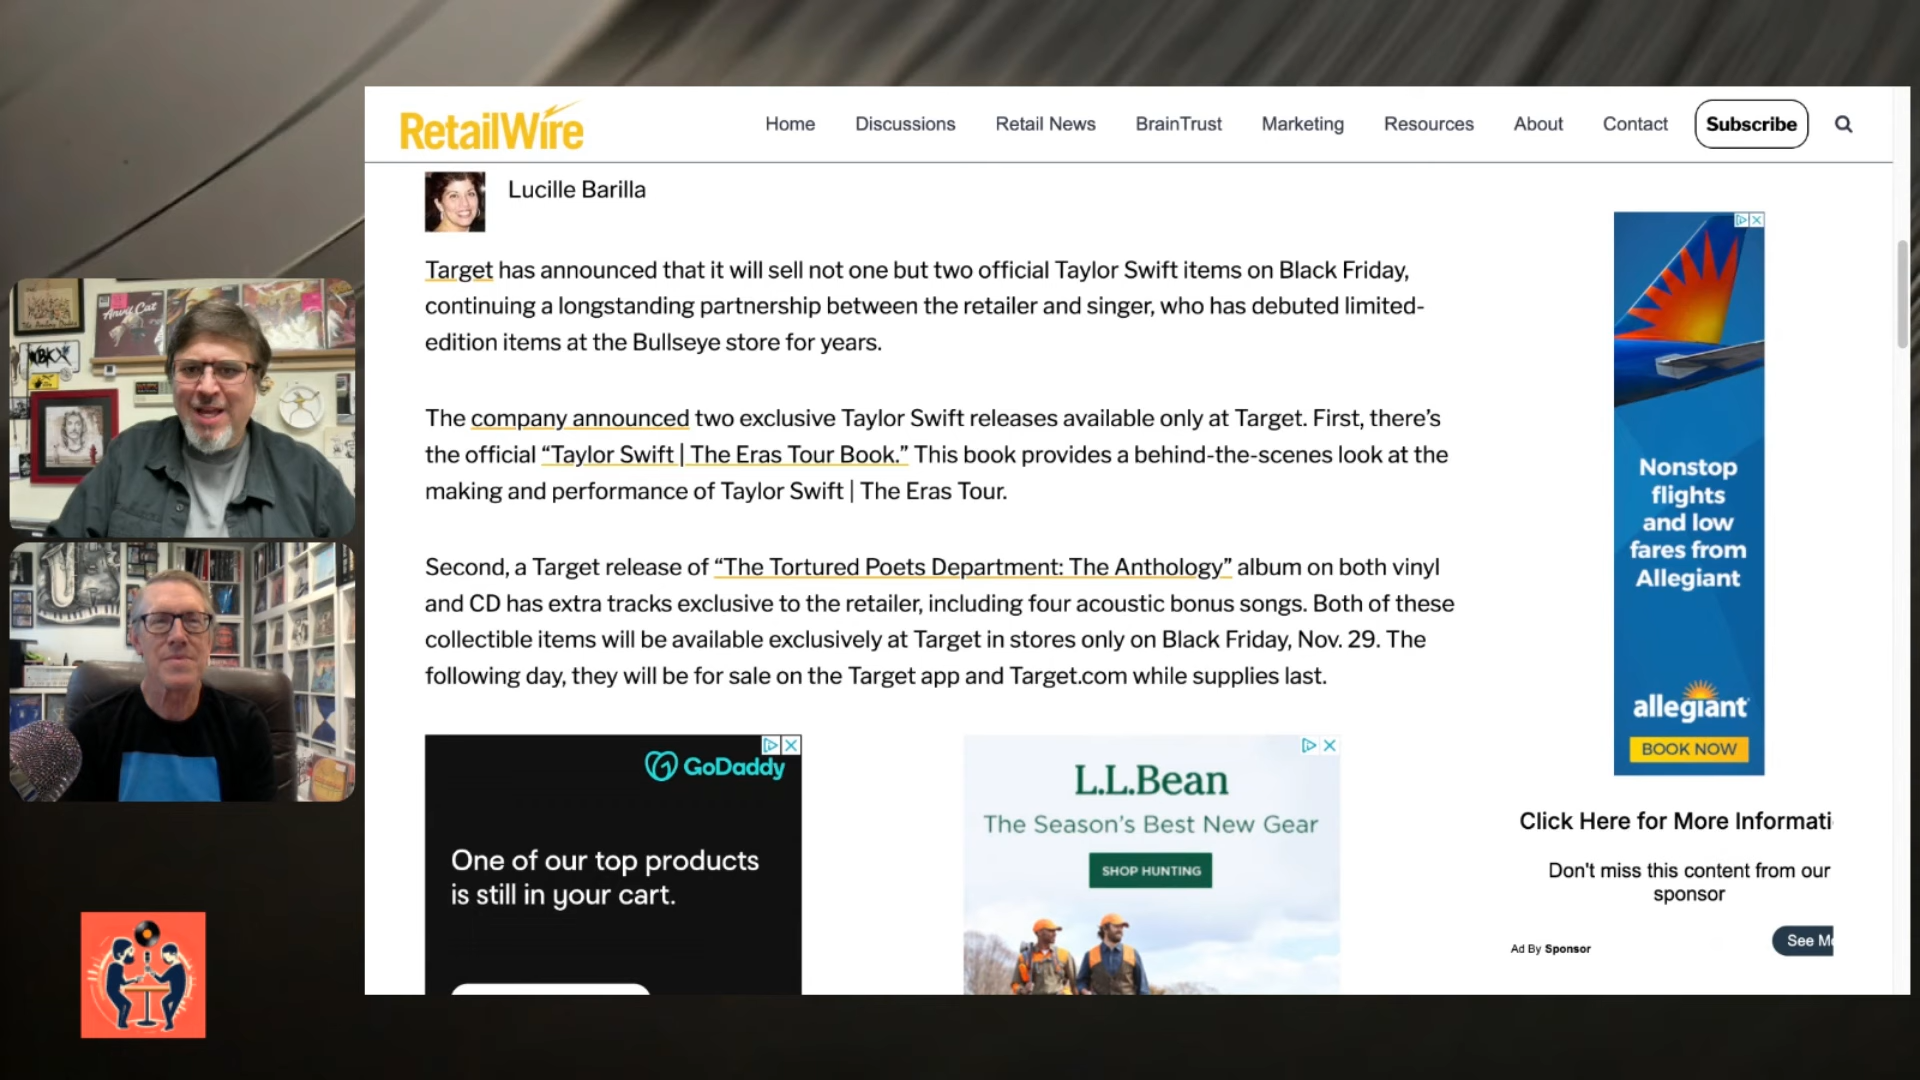 RetailWire
Home Discussions Retail News BrainTrust Marketing Resources About Contact Subscribe
Lucille Barilla
Target has announced that it will sell not one but two official Taylor Swift items on Black Friday,
continuing a longstanding partnership between the retailer and singer, who has debuted limited-
edition items at the Bullseye store for years.
The company announced two exclusive Taylor Swift releases available only at Target. First, there’s
the official “Taylor Swift | The Eras Tour Book.” This book provides a behind-the-scenes look at the
making and performance of Taylor Swift | The Eras Tour.
Second, a Target release of “The Tortured Poets Department: The Anthology” album on both vinyl
and CD has extra tracks exclusive to the retailer, including four acoustic bonus songs. Both of these
collectible items will be available exclusively at Target in stores only on Black Friday, Nov. 29. The
following day, they will be for sale on the Target app and Target.com while supplies last.
GoDaddy
One of our top products
is still in your cart.
L.L.Bean
The Season's Best New Gear
SHOP HUNTING
Nonstop
flights
and low
fares from
Allegiant
allegiant
BOOK NOW
Click Here for More Informati
Don't miss this content from our
sponsor
Ad By Sponsor
See Mo
Arny Cat
WBKX